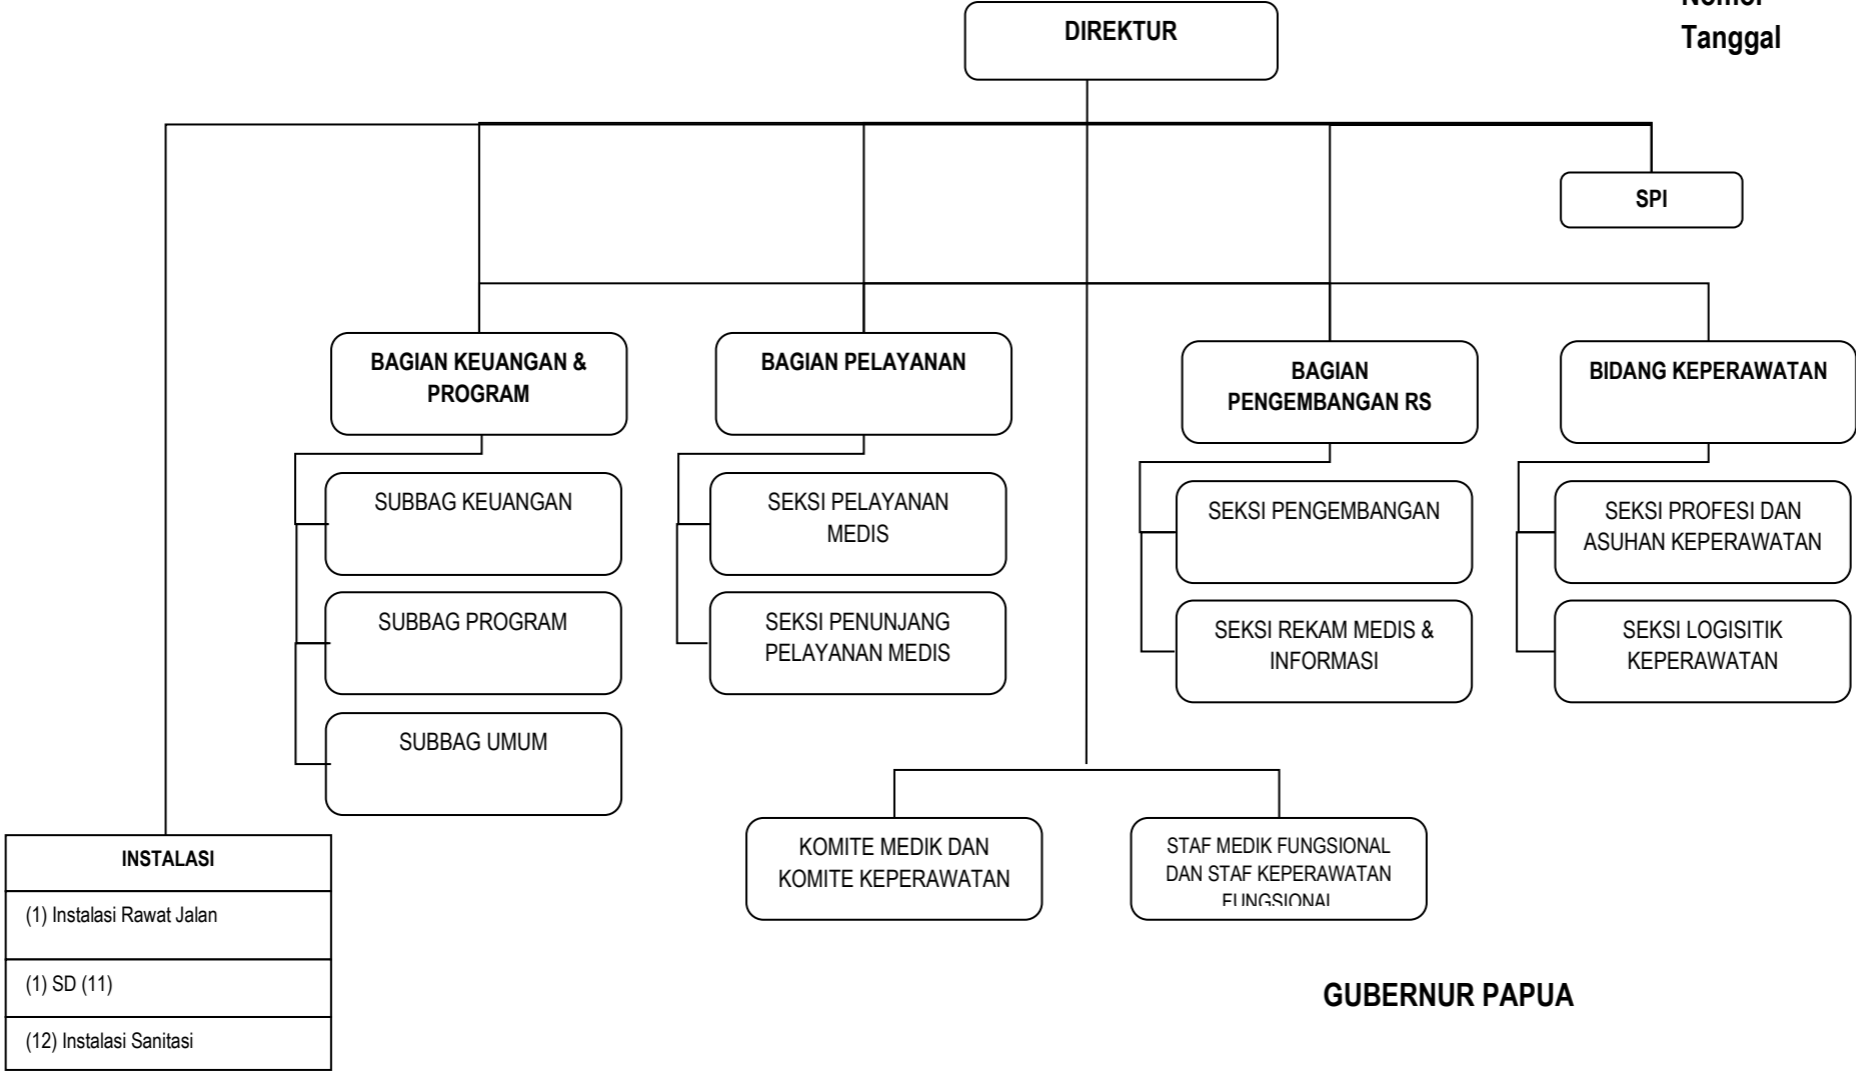 Nomor
Tanggal
DIREKTUR
SPI
BAGIAN KEUANGAN &
PROGRAM
BAGIAN PELAYANAN
BAGIAN
PENGEMBANGAN RS
BIDANG KEPERAWATAN
SUBBAG KEUANGAN
SEKSI PELAYANAN
MEDIS
SEKSI PENGEMBANGAN
SEKSI PROFESI DAN
ASUHAN KEPERAWATAN
SUBBAG PROGRAM
SEKSI PENUNJANG
PELAYANAN MEDIS
SEKSI REKAM MEDIS &
INFORMASI
SEKSI LOGISITIK
KEPERAWATAN
SUBBAG UMUM
KOMITE MEDIK DAN
KOMITE KEPERAWATAN
STAF MEDIK FUNGSIONAL
DAN STAF KEPERAWATAN
FUNGSIONAL
INSTALASI
(1) Instalasi Rawat Jalan
(1) SD (11)
(12) Instalasi Sanitasi
GUBERNUR PAPUA